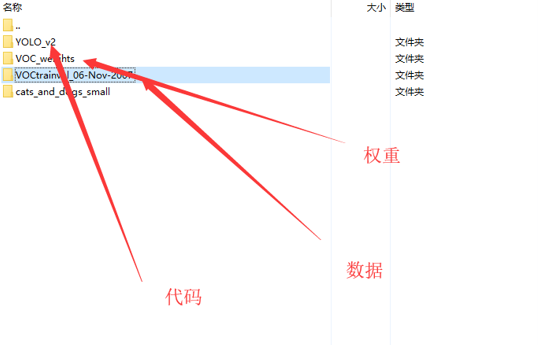 名称 大小 类型
..
YOLO_v2 文件夹
VOC_weights 文件夹
VOCtrainval_06-Nov-2007 文件夹
cats_and_dogs_small 文件夹
权重
数据
代码